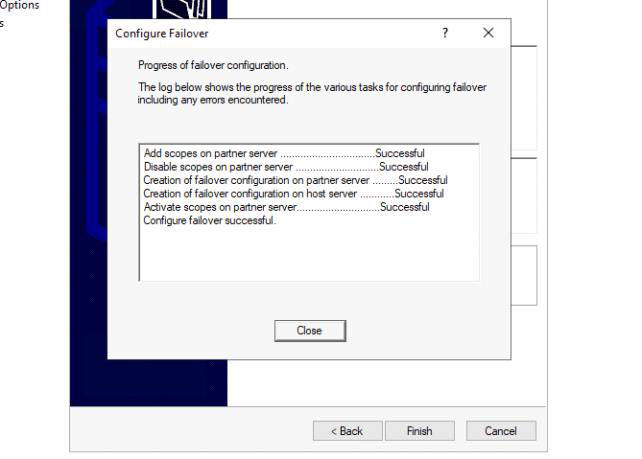 Options
s
Configure Failover
?
Progress of failover configuration.
The log below shows the progress of the various tasks for configuring failover
including any errors encountered.
Add scopes on partner server .................................Successful
Disable scopes on partner server .............................Successful
Creation of failover configuration on partner server .........Successful
Creation of failover configuration on host server ............Successful
Activate scopes on partner server.............................Successful
Configure failover successful.
Close
< Back
Finish
Cancel